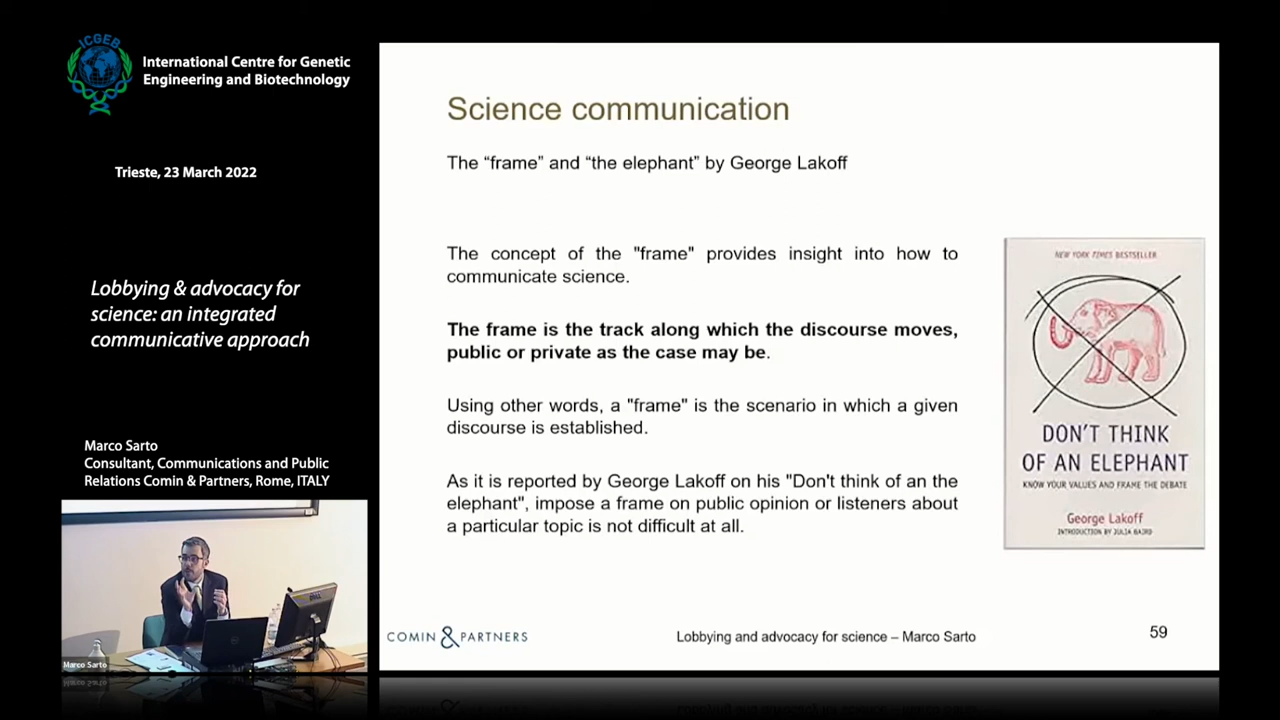 ICGEB
International Centre for Genetic
Engineering and Biotechnology
Trieste, 23 March 2022
Lobbying & advocacy for
science: an integrated
communicative approach
Marco Sarto
Consultant, Communications and Public
Relations Comin & Partners, Rome, ITALY
Marco Sarto
Science communication
The “frame” and “the elephant” by George Lakoff
The concept of the "frame" provides insight into how to
communicate science.
The frame is the track along which the discourse moves,
public or private as the case may be.
Using other words, a "frame" is the scenario in which a given
discourse is established.
As it is reported by George Lakoff on his "Don't think of an the
elephant", impose a frame on public opinion or listeners about
a particular topic is not difficult at all.
NEW YORK TIMES BESTSELLER
DON'T THINK
OF AN ELEPHANT
KNOW YOUR VALUES AND FRAME THE DEBATE
George Lakoff
INTRODUCTION BY JULIA BAIRD
COMIN & PARTNERS
Lobbying and advocacy for science – Marco Sarto
59